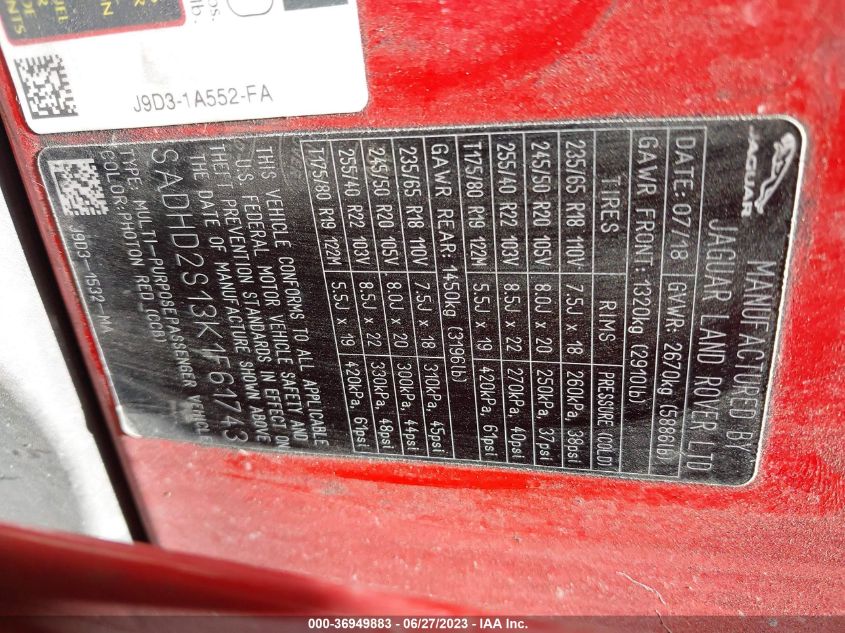 J9D3-1A552-FA
JAGUAR
MANUFACTURED BY
JAGUAR LAND ROVER LTD
DATE: 07/18 GVWR: 2670kg (5886lb)
GAWR FRONT: 1320kg (2910lb)
TIRES RIMS PRESSURE (COLD)
235/65 R18 110V 7.5J x 18 260kPa, 38psi
245/50 R20 105V 8.0J x 20 250kPa, 37psi
255/40 R22 103V 8.5J x 22 270kPa, 40psi
T175/80 R19 122M 5.5J x 19 420kPa, 61psi
GAWR REAR: 1450kg (3196lb)
235/65 R18 110V 7.5J x 18 310kPa, 45psi
245/50 R20 105V 8.0J x 20 300kPa, 44psi
255/40 R22 103V 8.5J x 22 330kPa, 48psi
T175/80 R19 122M 5.5J x 19 420kPa, 61psi
THIS VEHICLE CONFORMS TO ALL APPLICABLE
U.S FEDERAL MOTOR VEHICLE SAFETY AND
THEFT PREVENTION STANDARDS IN EFFECT ON
THE DATE OF MANUFACTURE SHOWN ABOVE
SADHD2S13K1F61743
TYPE: MULTI-PURPOSE PASSENGER VEHICLE
COLOR: PHOTON RED (CCR)
000-36949883 - 06/27/2023 - IAA Inc.